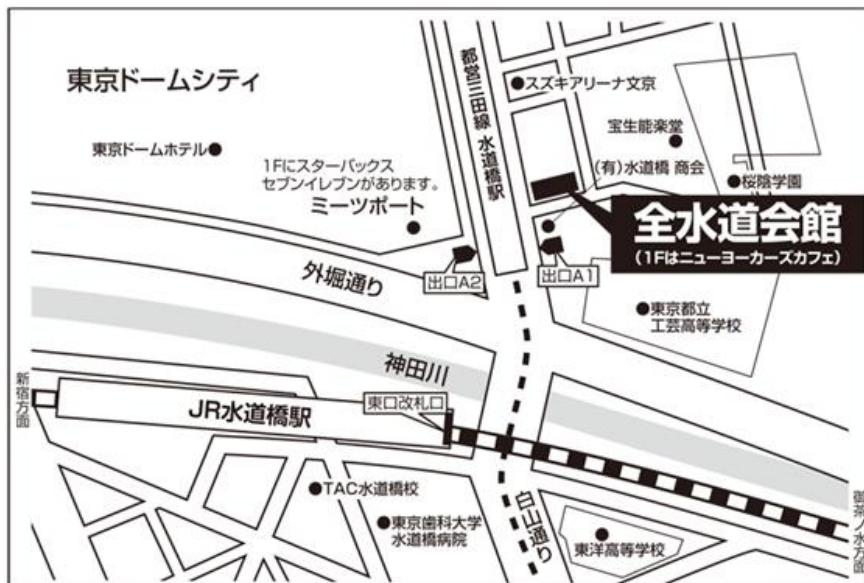 東京ドームシティ
都営三田線 水道橋駅
スズキアリーナ文京
宝生能楽堂
東京ドームホテル
1Fにスターバックス
セブンイレブンがあります。
ミーツポート
(有)水道橋 商会
桜陰学園
全水道会館
(1Fはニューヨーカーズカフェ)
出口A2
出口A1
外堀通り
東京都立
工芸高等学校
神田川
新宿方面
JR水道橋駅
東口改札口
TAC水道橋校
東京歯科大学
水道橋病院
白山通り
東洋高等学校
御茶ノ水方面